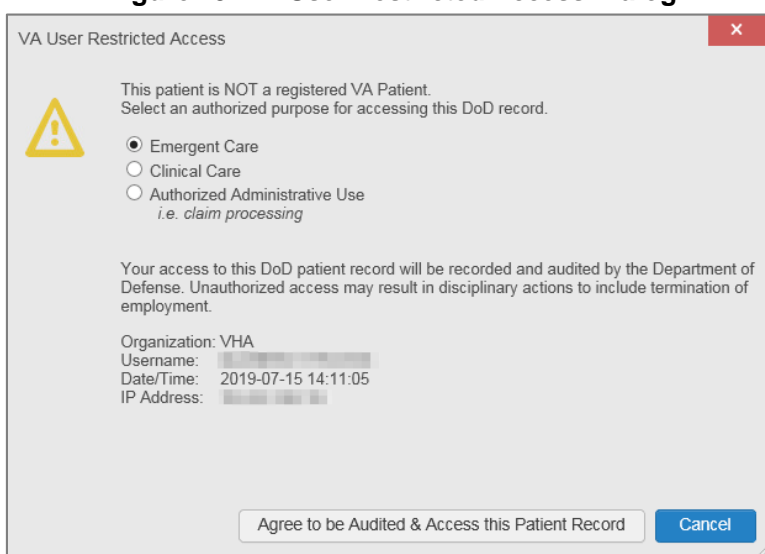 VA User Restricted Access
This patient is NOT a registered VA Patient.
Select an authorized purpose for accessing this DoD record.
Emergent Care
Clinical Care
Authorized Administrative Use
i.e. claim processing
Your access to this DoD patient record will be recorded and audited by the Department of
Defense. Unauthorized access may result in disciplinary actions to include termination of
employment.
Organization: VHA
Username:
Date/Time: 2019-07-15 14:11:05
IP Address:
Agree to be Audited & Access this Patient Record
Cancel